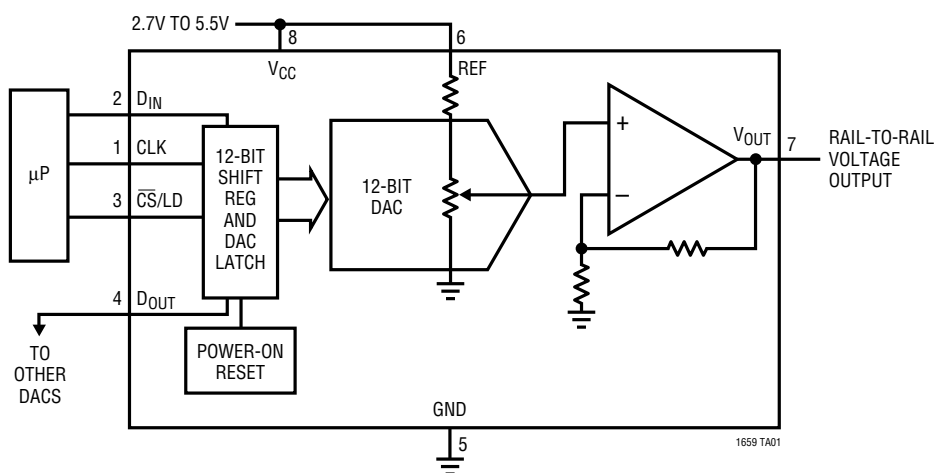 2.7V TO 5.5V
8
6
VCC
REF
2
DIN
1
CLK
3
CS/LD
4
DOUT
µP
12-BIT
SHIFT
REG
AND
DAC
LATCH
12-BIT
DAC
+
–
VOUT
7
RAIL-TO-RAIL
VOLTAGE
OUTPUT
TO
OTHER
DACS
POWER-ON
RESET
GND
5
1659 TA01